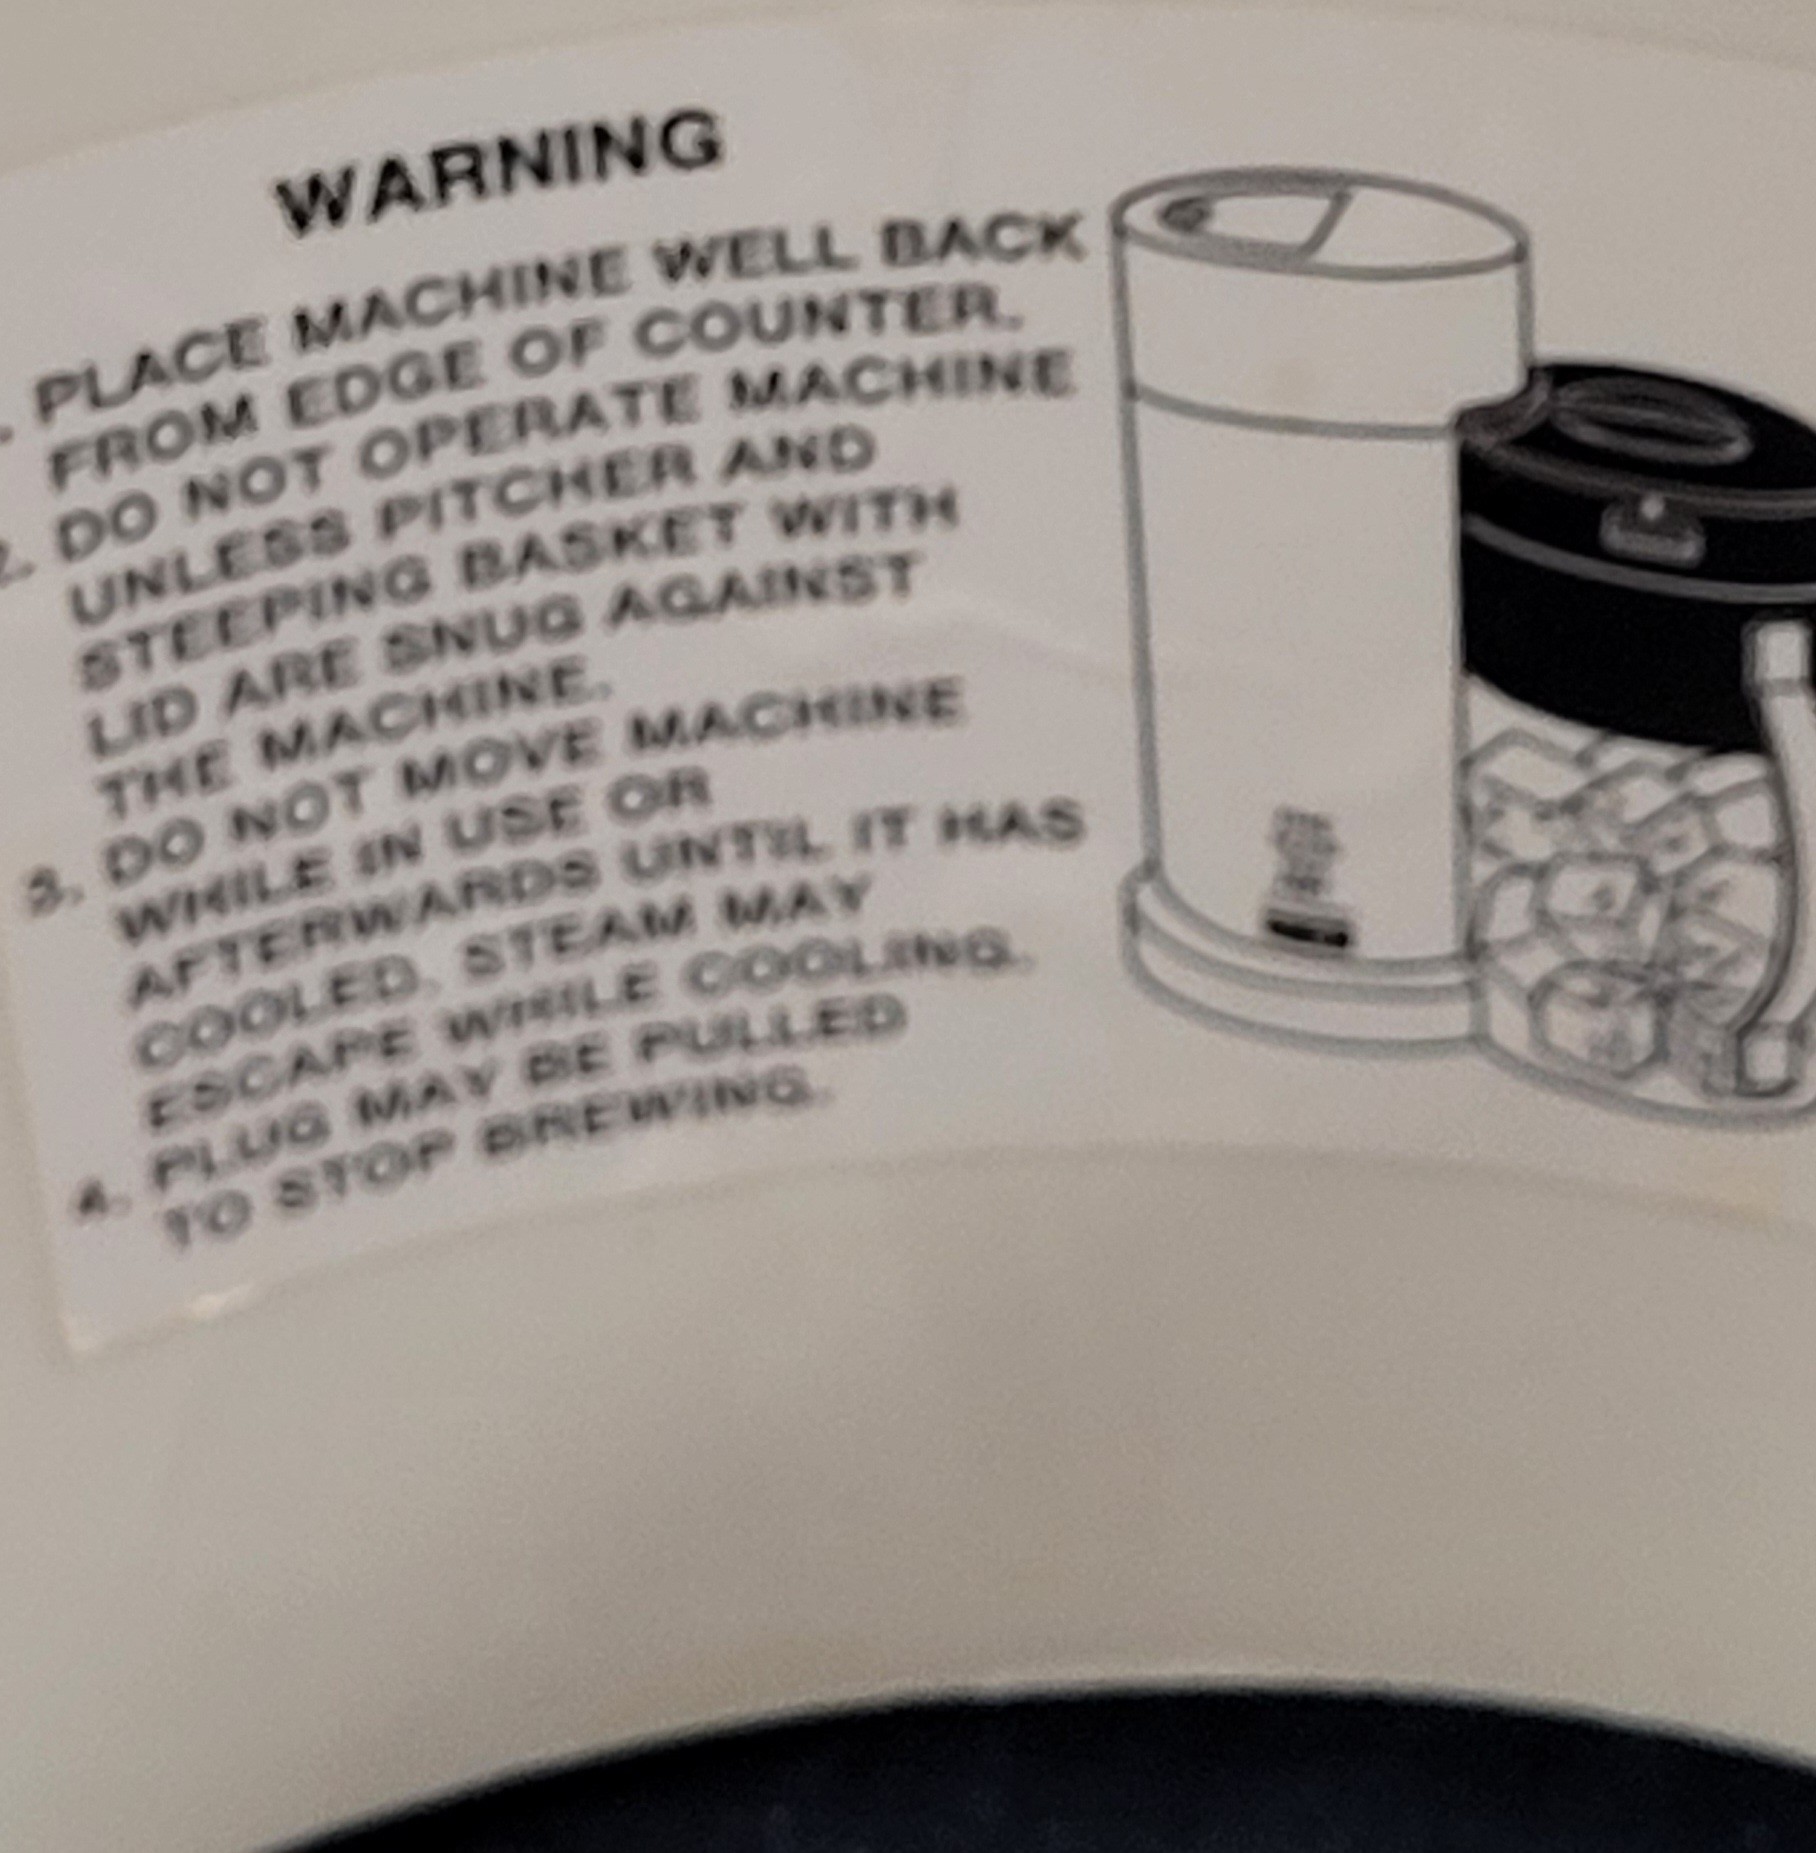 WARNING
. PLACE MACHINE WELL BACK
FROM EDGE OF COUNTER.
2. DO NOT OPERATE MACHINE
UNLESS PITCHER AND
STEEPING BASKET WITH
LID ARE SNUG AGAINST
THE MACHINE.
3. DO NOT MOVE MACHINE
WHILE IN USE OR
AFTERWARDS UNTIL IT HAS
COOLED. STEAM MAY
ESCAPE WHILE COOLING.
4. PLUG MAY BE PULLED
TO STOP BREWING.